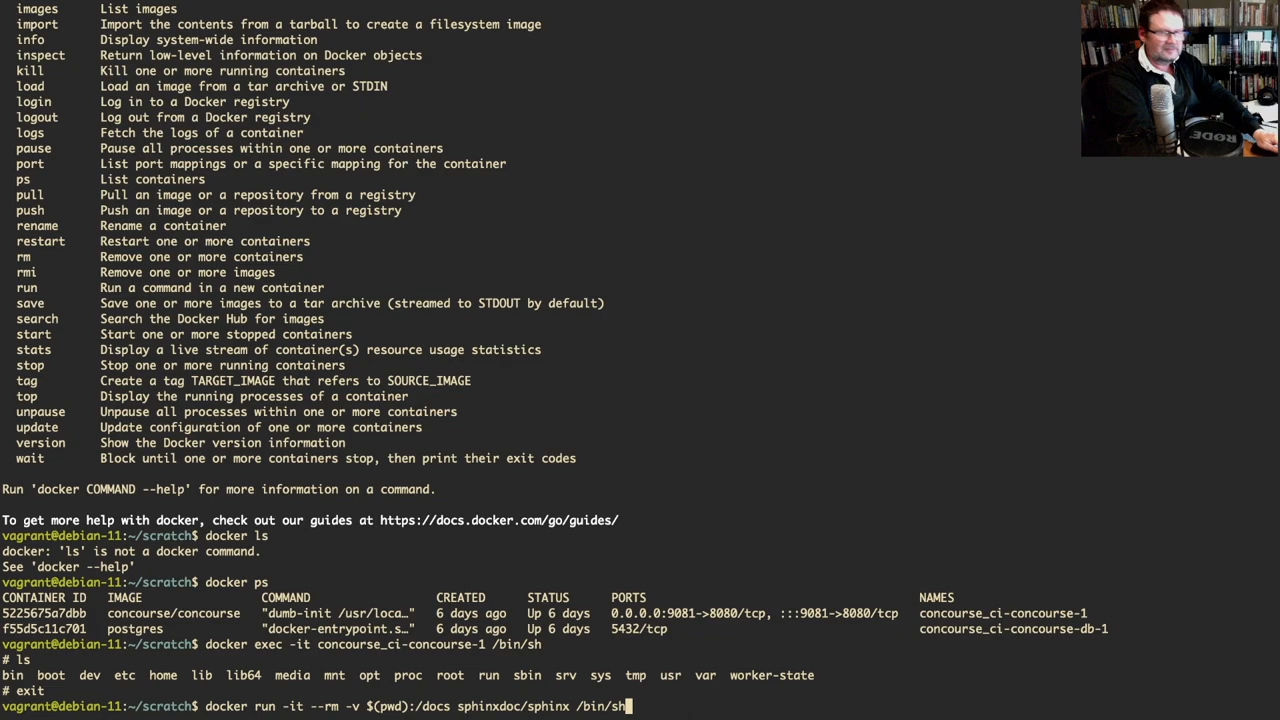 images      List images
import      Import the contents from a tarball to create a filesystem image
info        Display system-wide information
inspect     Return low-level information on Docker objects
kill        Kill one or more running containers
load        Load an image from a tar archive or STDIN
login       Log in to a Docker registry
logout      Log out from a Docker registry
logs        Fetch the logs of a container
pause       Pause all processes within one or more containers
port        List port mappings or a specific mapping for the container
ps          List containers
pull        Pull an image or a repository from a registry
push        Push an image or a repository to a registry
rename      Rename a container
restart     Restart one or more containers
rm          Remove one or more containers
rmi         Remove one or more images
run         Run a command in a new container
save        Save one or more images to a tar archive (streamed to STDOUT by default)
search      Search the Docker Hub for images
start       Start one or more stopped containers
stats       Display a live stream of container(s) resource usage statistics
stop        Stop one or more running containers
tag         Create a tag TARGET_IMAGE that refers to SOURCE_IMAGE
top         Display the running processes of a container
unpause     Unpause all processes within one or more containers
update      Update configuration of one or more containers
version     Show the Docker version information
wait        Block until one or more containers stop, then print their exit codes
Run 'docker COMMAND --help' for more information on a command.
To get more help with docker, check out our guides at https://docs.docker.com/go/guides/
vagrant@debian-11:~/scratch$ docker ls
docker: 'ls' is not a docker command.
See 'docker --help'
vagrant@debian-11:~/scratch$ docker ps
CONTAINER ID   IMAGE                 COMMAND                  CREATED      STATUS      PORTS                                       NAMES
5225675a7dbb   concourse/concourse   "dumb-init /usr/loca…"   6 days ago   Up 6 days   0.0.0.0:9081->8080/tcp, :::9081->8080/tcp   concourse_ci-concourse-1
f55d5c11c701   postgres              "docker-entrypoint.s…"   6 days ago   Up 6 days   5432/tcp                                    concourse_ci-concourse-db-1
vagrant@debian-11:~/scratch$ docker exec -it concourse_ci-concourse-1 /bin/sh
# ls
bin  boot  dev  etc  home  lib  lib64  media  mnt  opt  proc  root  run  sbin  srv  sys  tmp  usr  var  worker-state
# exit
vagrant@debian-11:~/scratch$ docker run -it --rm -v $(pwd):/docs sphinxdoc/sphinx /bin/sh
RØDE